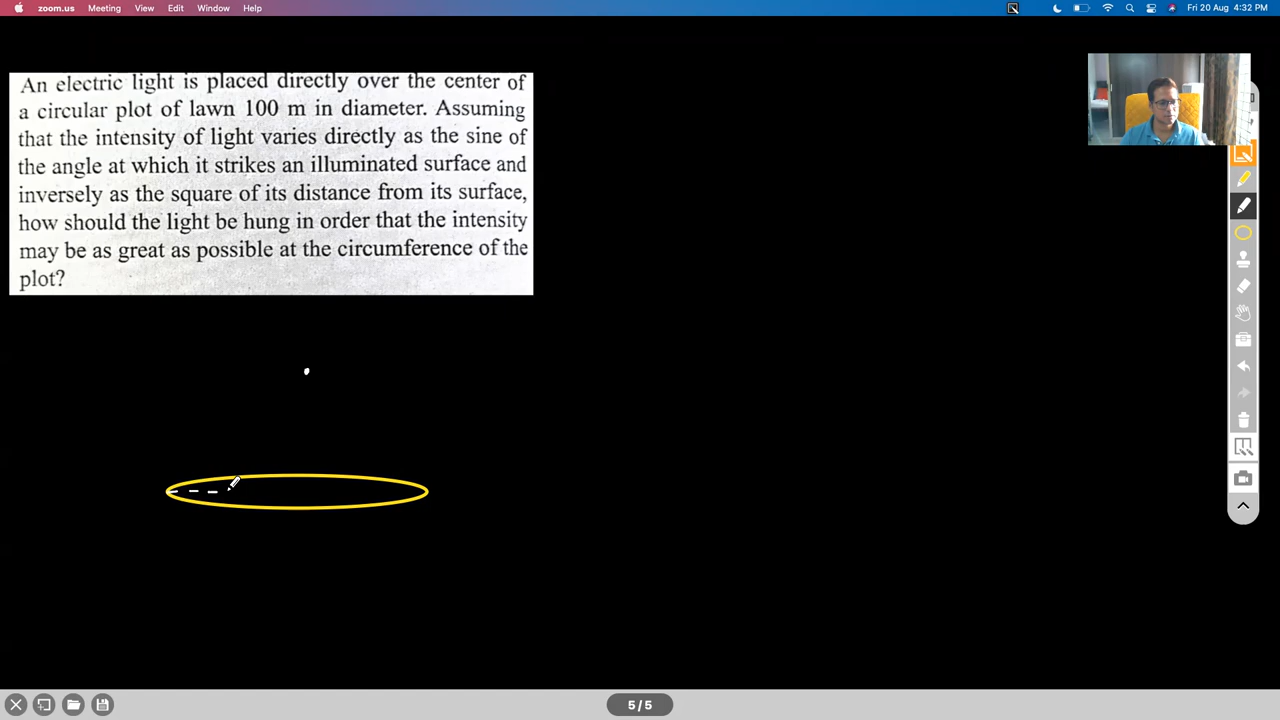 zoom.us Meeting View Edit Window Help
Fri 20 Aug 4:32 PM
An electric light is placed directly over the center of
a circular plot of lawn 100 m in diameter. Assuming
that the intensity of light varies directly as the sine of
the angle at which it strikes an illuminated surface and
inversely as the square of its distance from its surface,
how should the light be hung in order that the intensity
may be as great as possible at the circumference of the
plot?
5/5